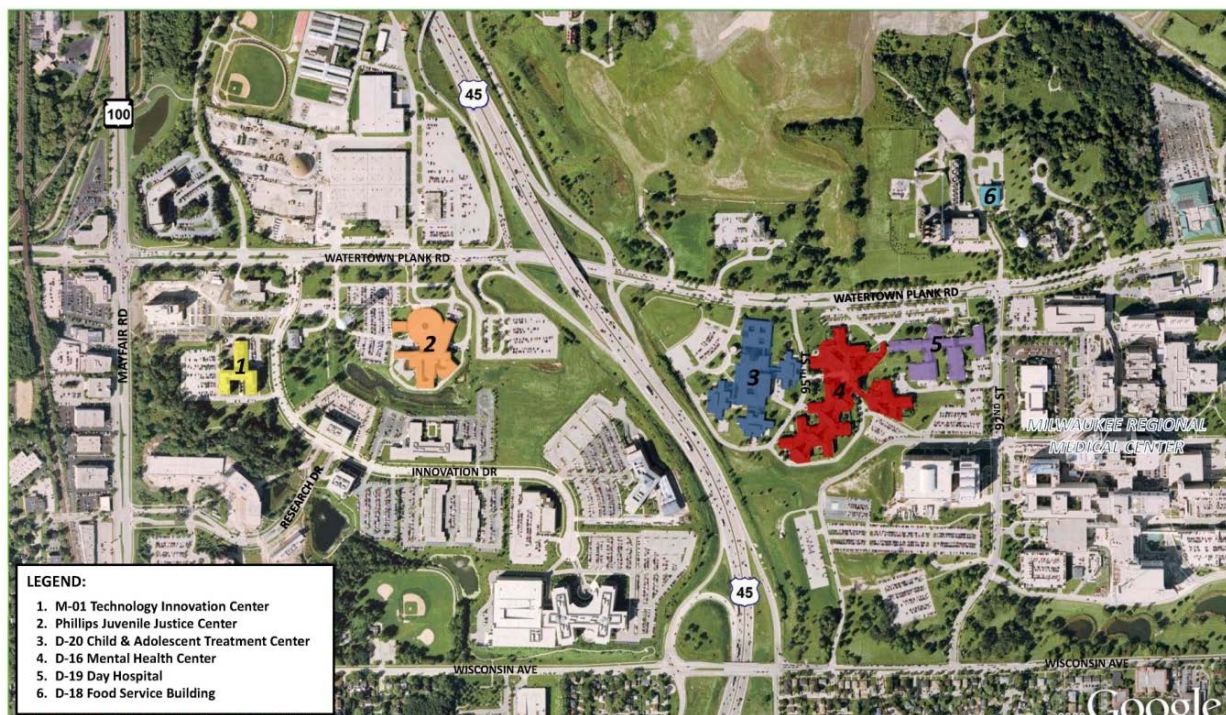 45
100
6
WATERTOWN PLANK RD
WATERTOWN PLANK RD
MAYFAIR RD
1
2
3
95TH ST
4
5
92ND ST
MILWAUKEE REGIONAL
MEDICAL CENTER
INNOVATION DR
RESEARCH DR
45
LEGEND:
1. M-01 Technology Innovation Center
2. Phillips Juvenile Justice Center
3. D-20 Child & Adolescent Treatment Center
4. D-16 Mental Health Center
5. D-19 Day Hospital
6. D-18 Food Service Building
WISCONSIN AVE
WISCONSIN AVE
Google